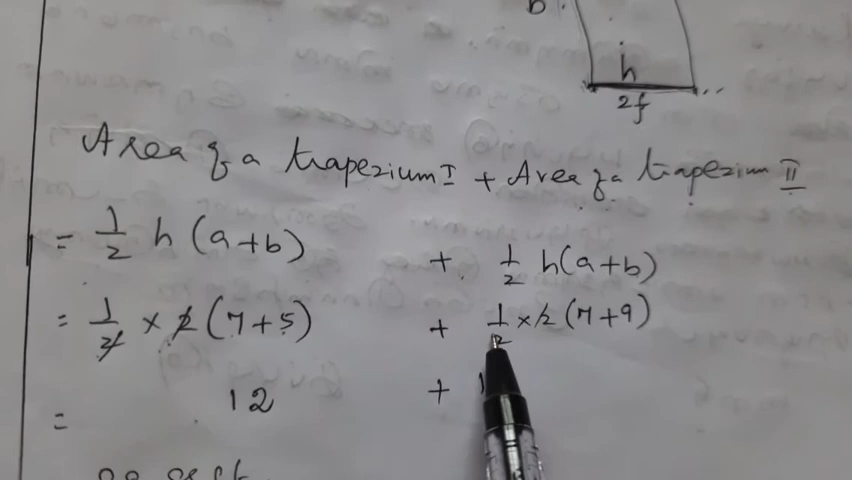 b
h
2f
Area of a trapezium I + Area of a trapezium II
= 1/2 h (a+b) + 1/2 h(a+b)
= 1/2 × 2 (7+5) + 1/2 × 2 (7+9)
= 12 + 1